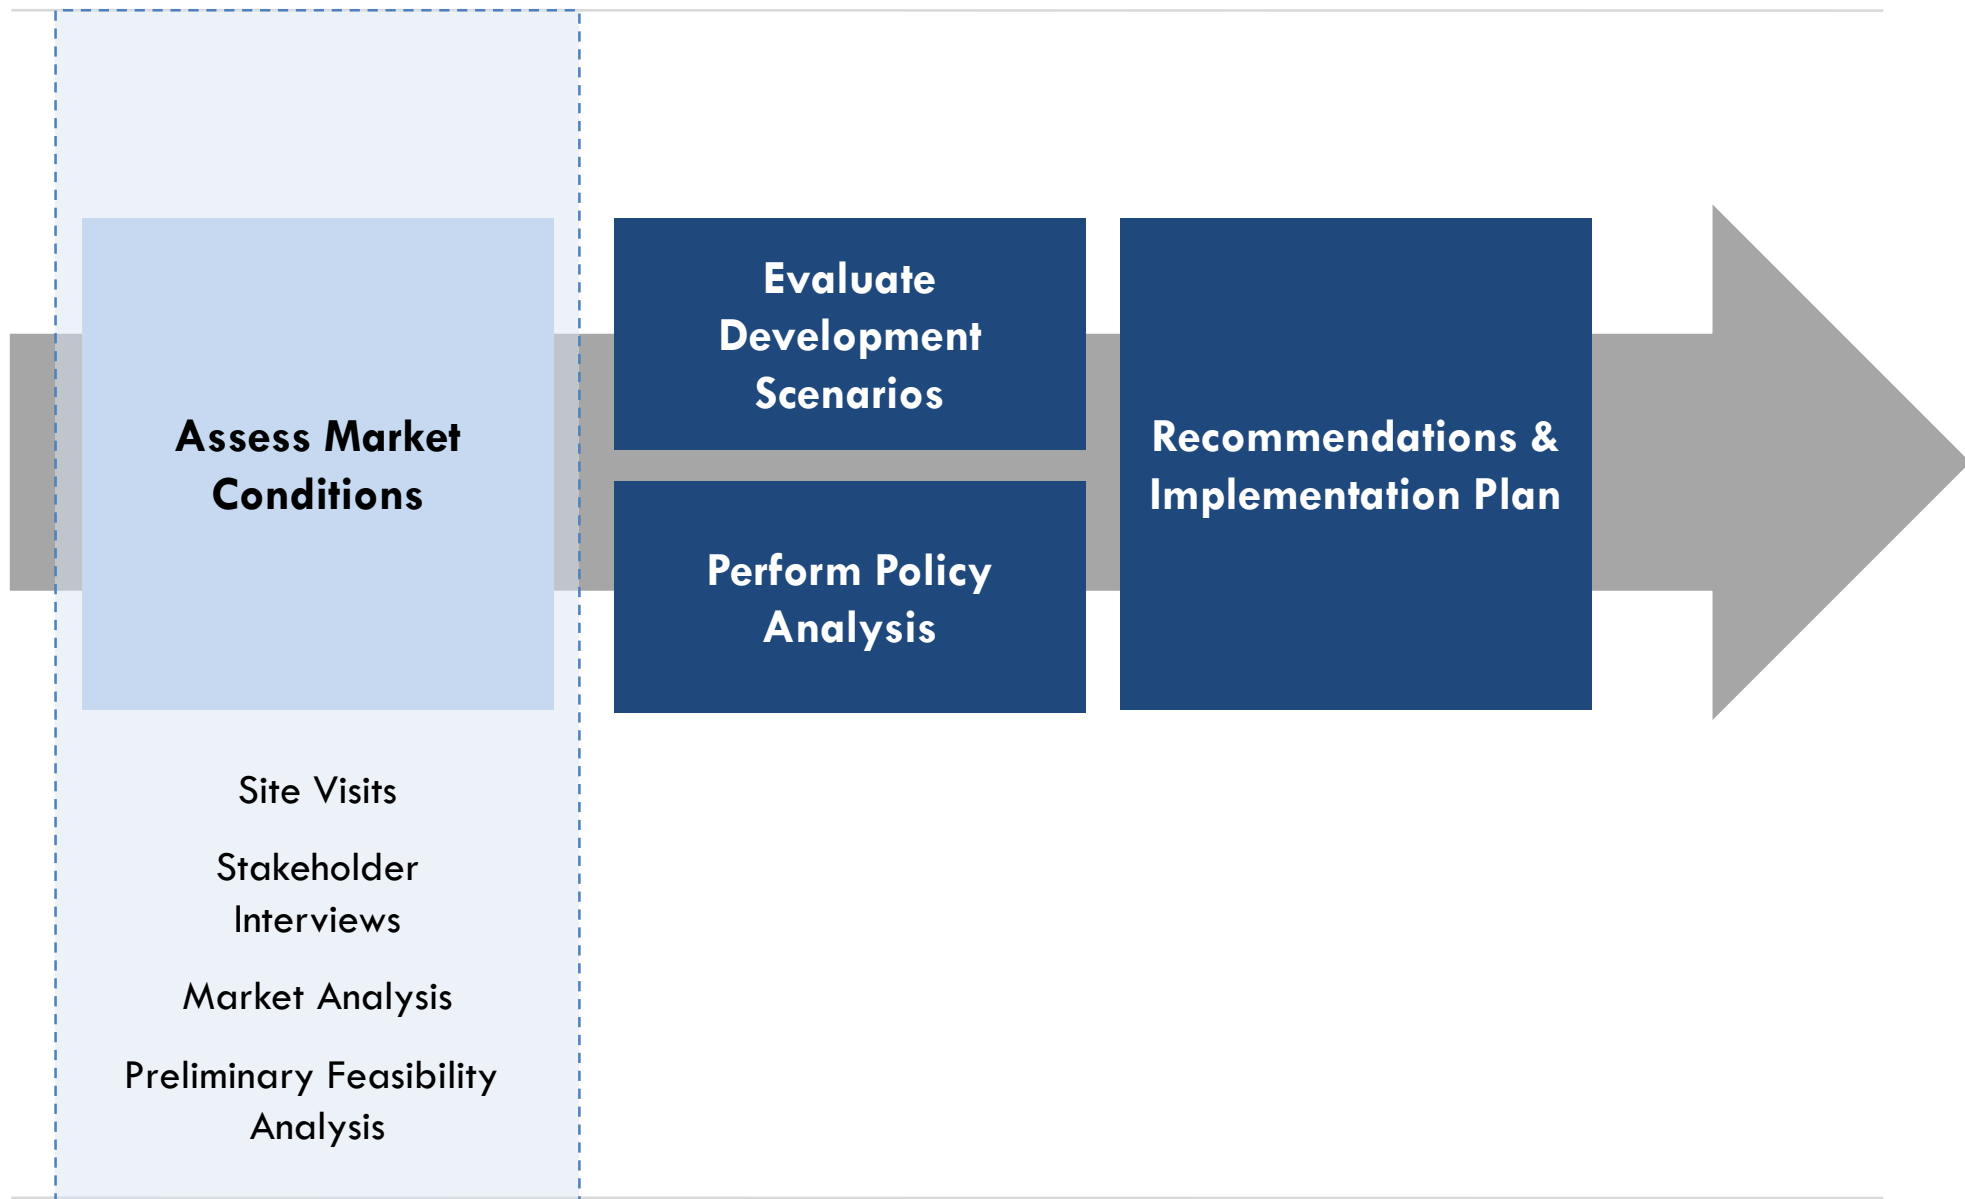 Assess Market
Conditions
Evaluate
Development
Scenarios
Perform Policy
Analysis
Recommendations &
Implementation Plan
Site Visits
Stakeholder
Interviews
Market Analysis
Preliminary Feasibility
Analysis